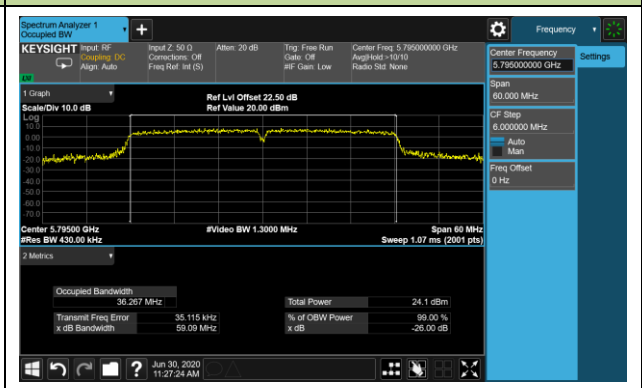 Spectrum Analyzer 1
Occupied BW
Frequency
KEYSIGHT
Input: RF
Coupling: DC
Align: Auto
Input Z: 50 Ω
Corrections: Off
Freq Ref: Int (S)
Atten: 20 dB
Trig: Free Run
Gate: Off
#IF Gain: Low
Center Freq: 5.795000000 GHz
Avg|Hold:>10/10
Radio Std: None
LXI
Center Frequency
5.795000000 GHz
Settings
Span
60.000 MHz
CF Step
6.000000 MHz
Auto
Man
Freq Offset
0 Hz
1 Graph
Scale/Div 10.0 dB
Ref Lvl Offset 22.50 dB
Ref Value 20.00 dBm
Log
10.0
0.00
-10.0
-20.0
-30.0
-40.0
-50.0
-60.0
-70.0
Center 5.79500 GHz
#Video BW 1.3000 MHz
Span 60 MHz
#Res BW 430.00 kHz
Sweep 1.07 ms (2001 pts)
2 Metrics
Occupied Bandwidth
36.267 MHz
Total Power 24.1 dBm
Transmit Freq Error 35.115 kHz
% of OBW Power 99.00 %
x dB Bandwidth 59.09 MHz
x dB -26.00 dB
Jun 30, 2020
11:27:24 AM